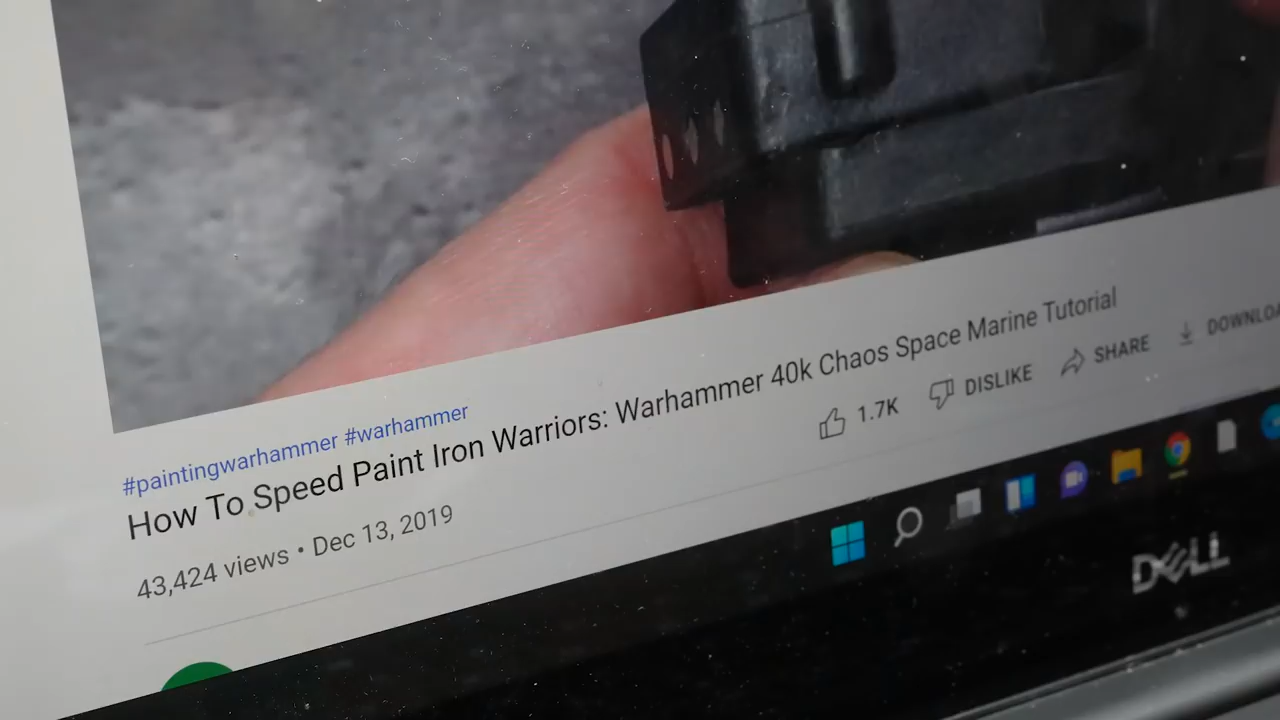 #paintingwarhammer #warhammer
How To Speed Paint Iron Warriors: Warhammer 40k Chaos Space Marine Tutorial
43,424 views • Dec 13, 2019
1.7K DISLIKE SHARE
DELL